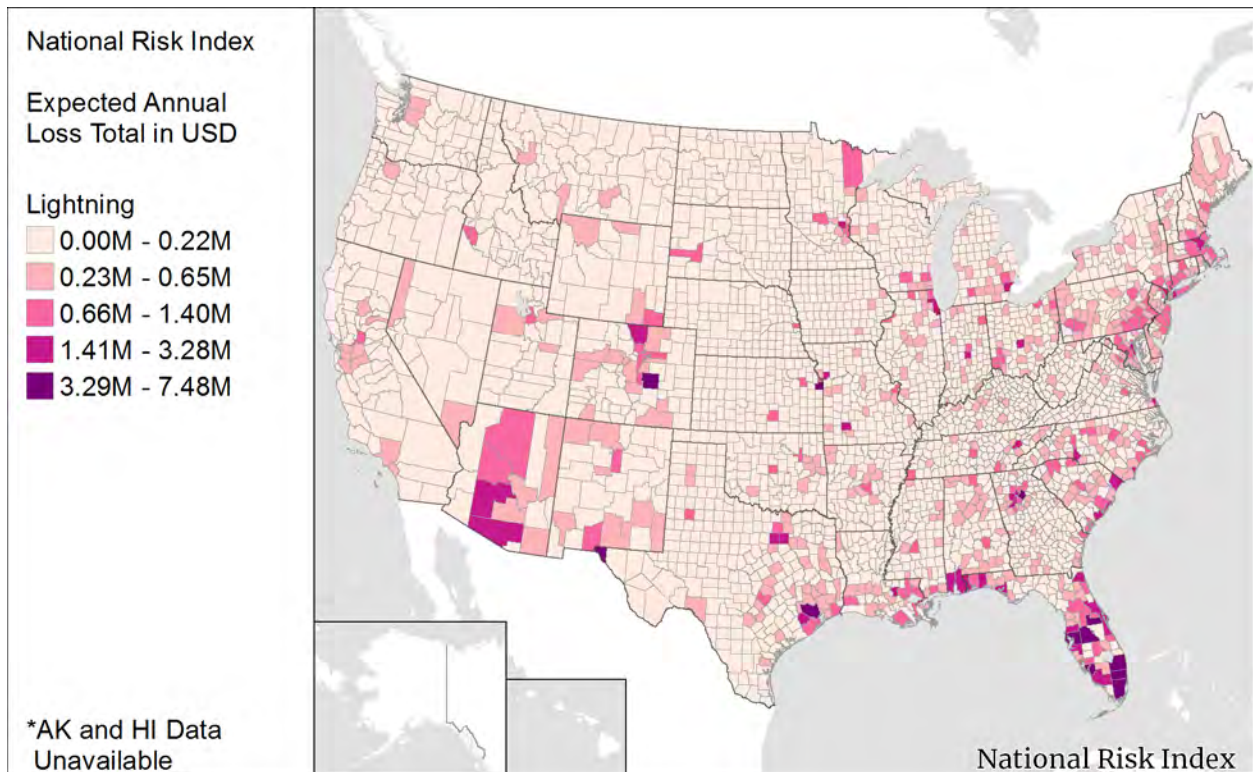 National Risk Index
Expected Annual
Loss Total in USD
Lightning
0.00M - 0.22M
0.23M - 0.65M
0.66M - 1.40M
1.41M - 3.28M
3.29M - 7.48M
*AK and HI Data
Unavailable
National Risk Index